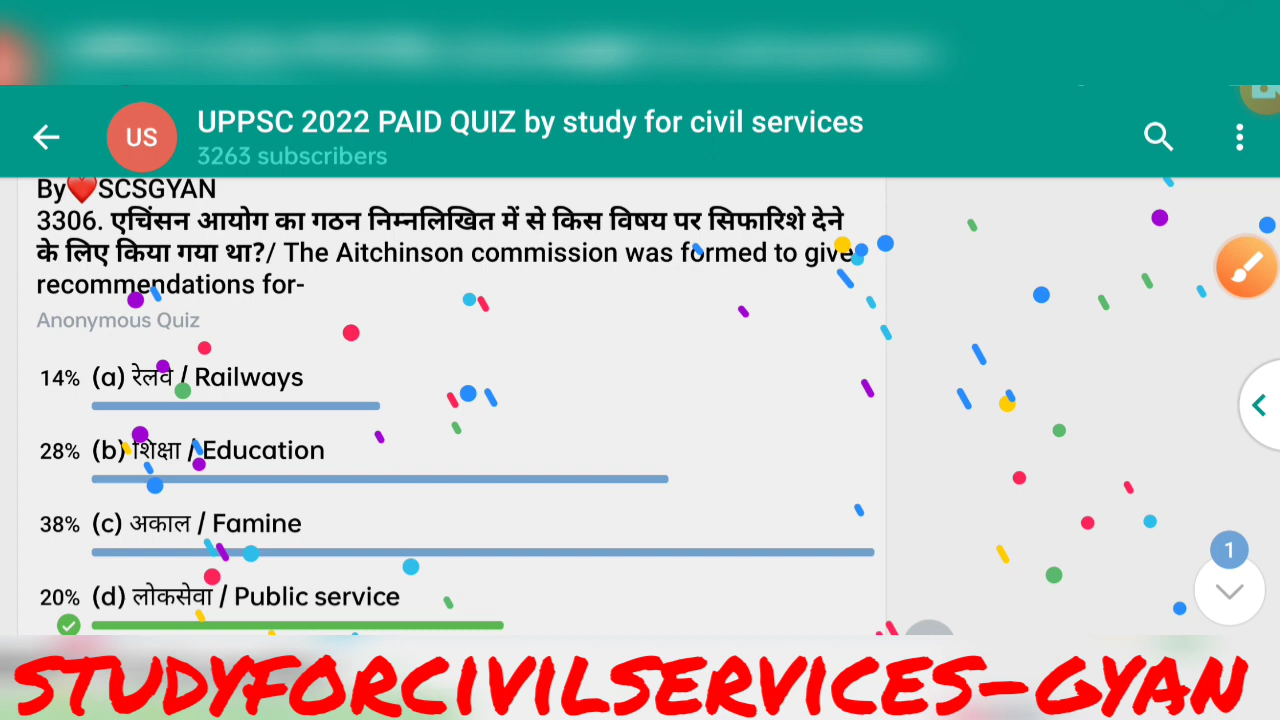 US
UPPSC 2022 PAID QUIZ by study for civil services
3263 subscribers
By❤️SCSGYAN
3306. एचिंसन आयोग का गठन निम्नलिखित में से किस विषय पर सिफारिशे देने
के लिए किया गया था?/ The Aitchinson commission was formed to give
recommendations for-
Anonymous Quiz
14% (a) रेलवे / Railways
28% (b) शिक्षा / Education
38% (c) अकाल / Famine
20% (d) लोकसेवा / Public service
1
STUDYFORCIVILSERVICES-GYAN